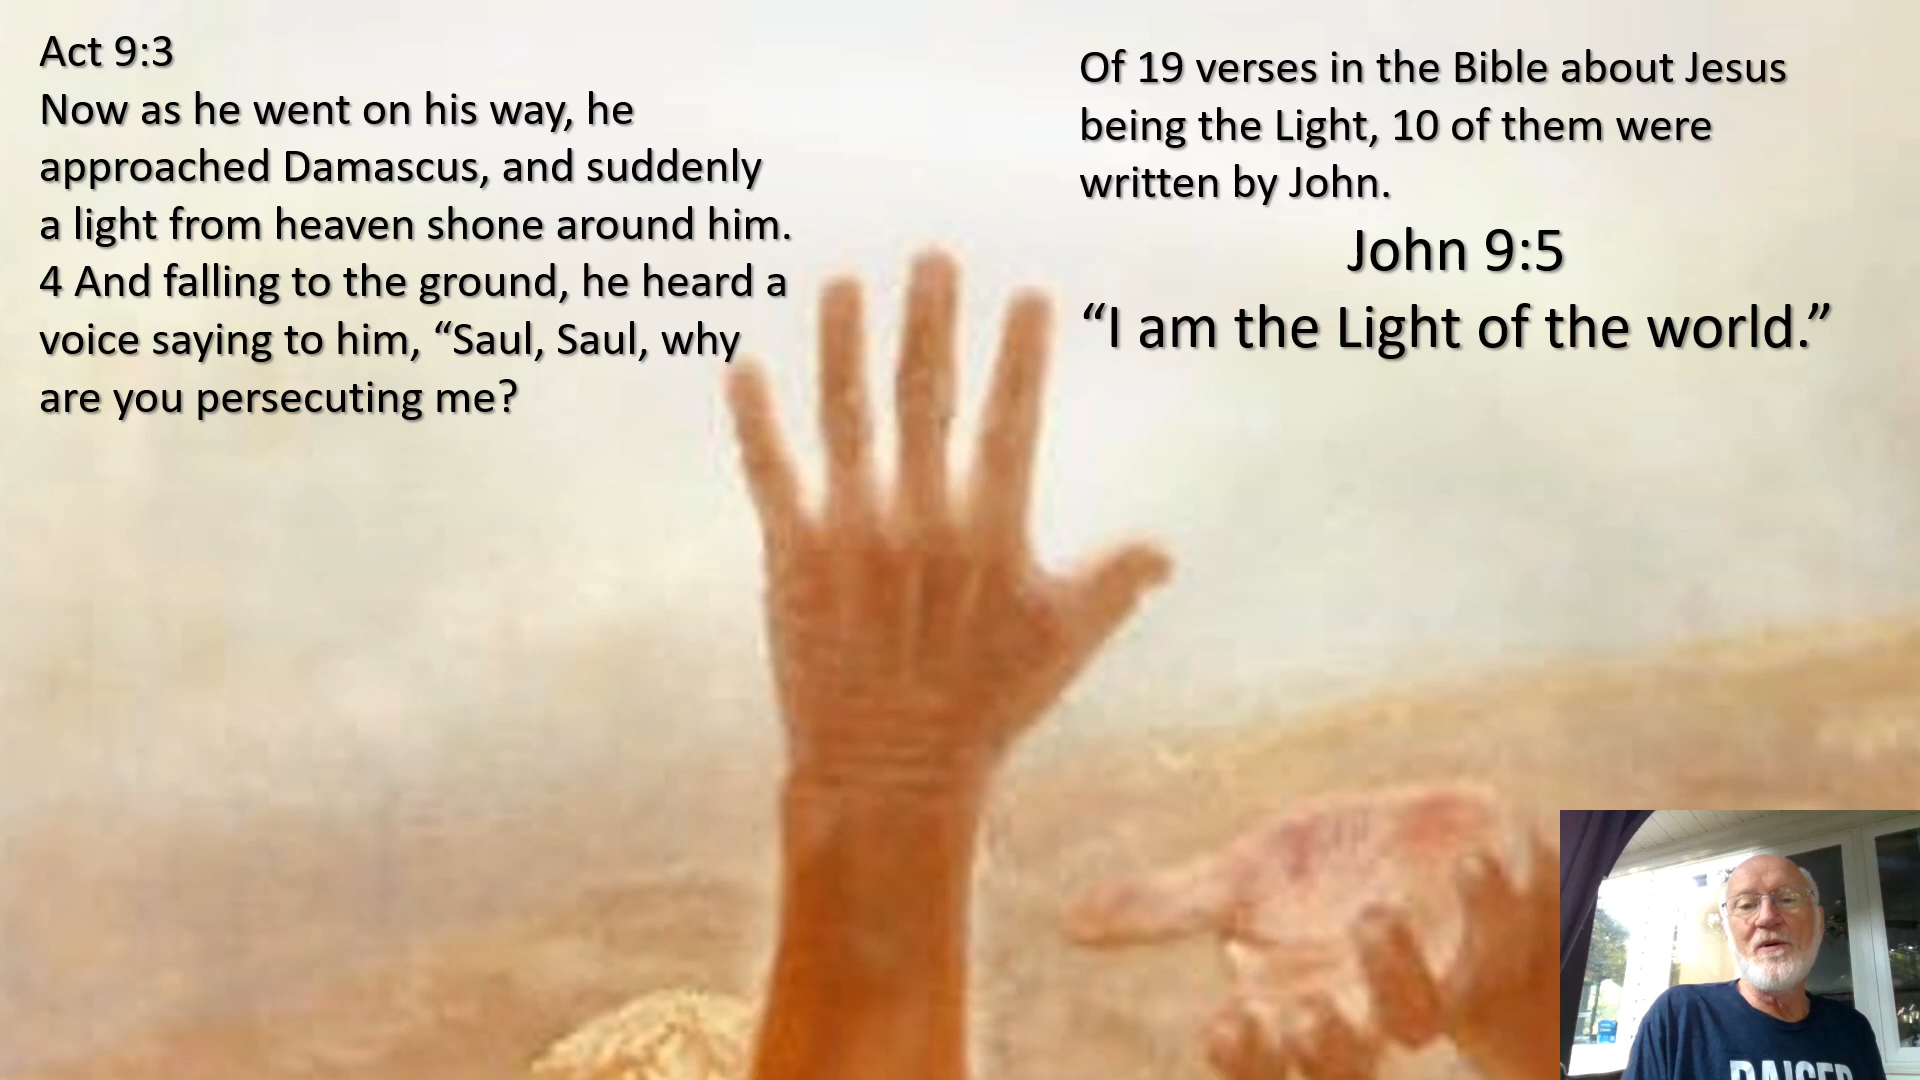 Act 9:3
Now as he went on his way, he
approached Damascus, and suddenly
a light from heaven shone around him.
4 And falling to the ground, he heard a
voice saying to him, “Saul, Saul, why
are you persecuting me?
Of 19 verses in the Bible about Jesus
being the Light, 10 of them were
written by John.
John 9:5
“I am the Light of the world.”